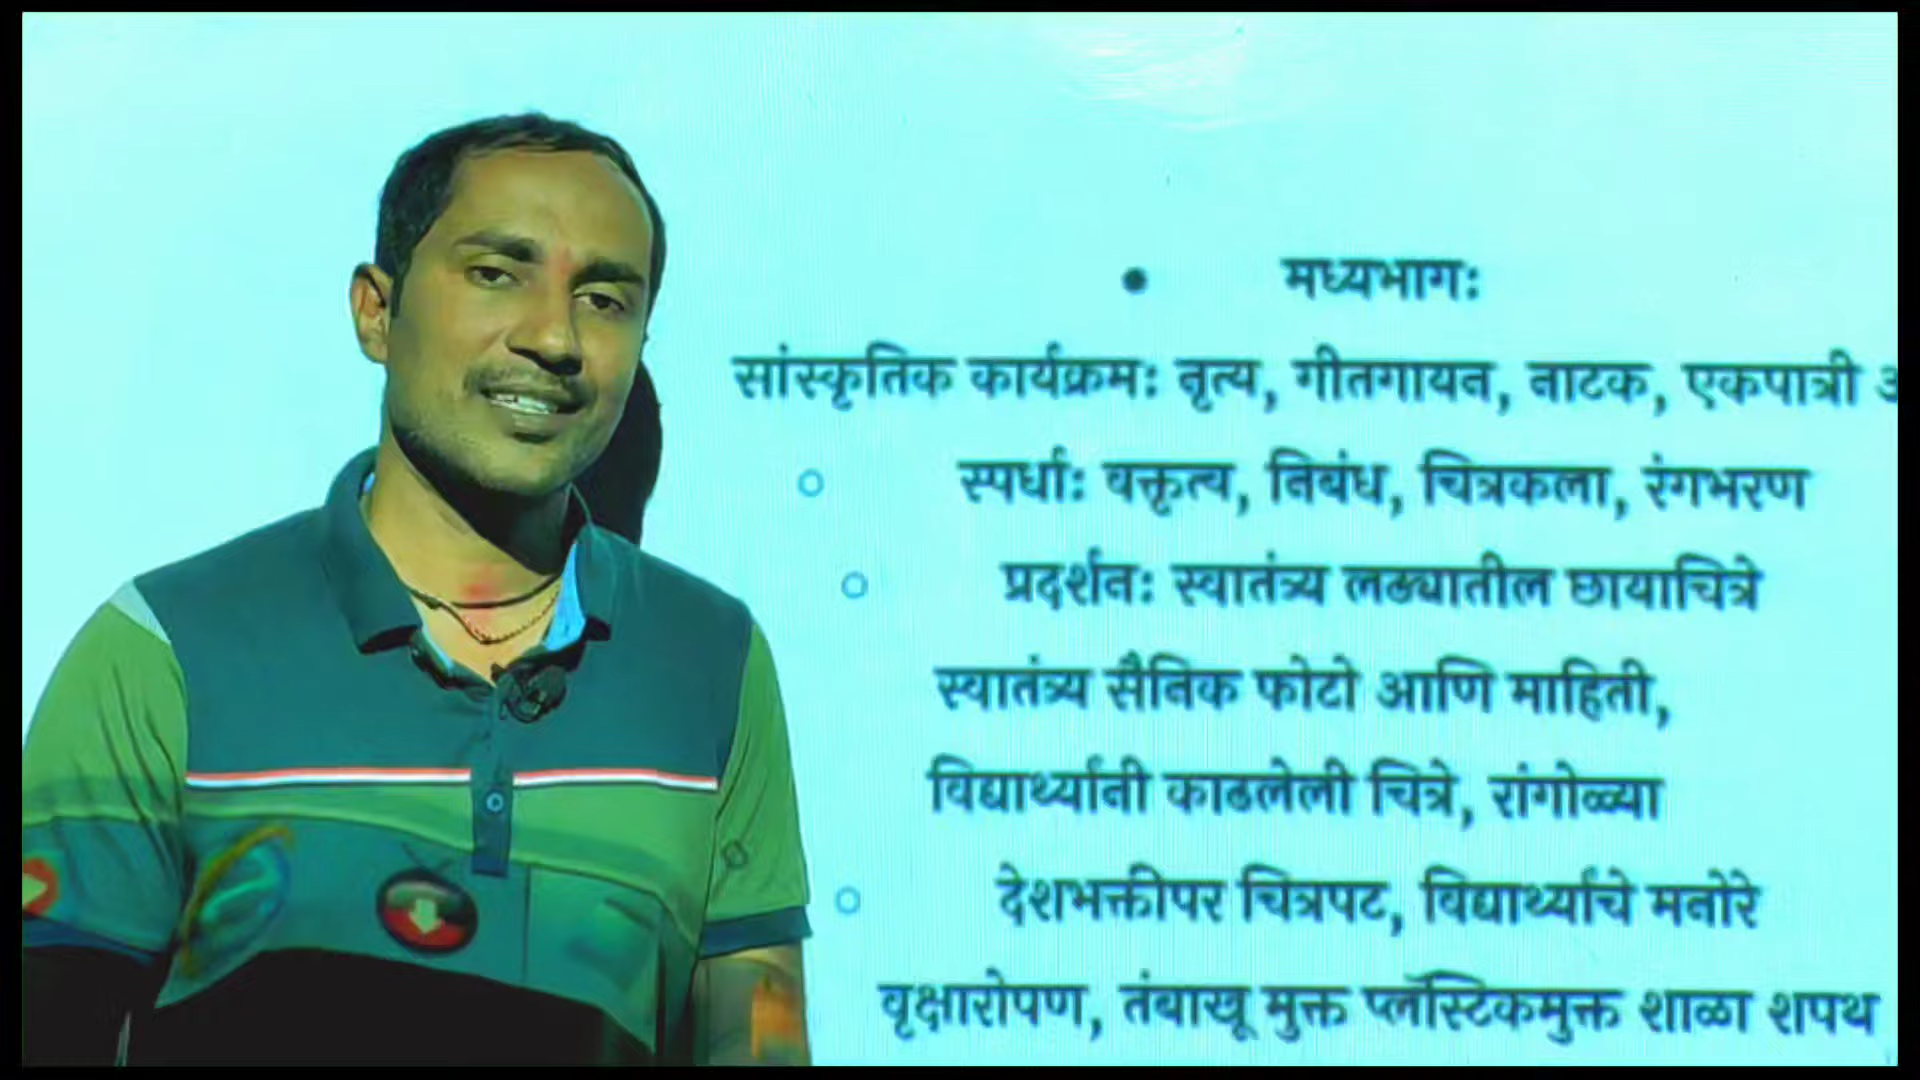 • मध्यभागः
सांस्कृतिक कार्यक्रमः नृत्य, गीतगायन, नाटक, एकपात्री
स्पर्धाः वक्तृत्व, निबंध, चित्रकला, रंगभरण
प्रदर्शनः स्वातंत्र्य लढ्यातील छायाचित्रे
स्वातंत्र्य सैनिक फोटो आणि माहिती,
विद्यार्थ्यांनी काढलेली चित्रे, रांगोळ्या
देशभक्तीपर चित्रपट, विद्यार्थ्यांचे मनोरे
वृक्षारोपण, तंबाखू मुक्त प्लॅस्टिकमुक्त शाळा शपथ